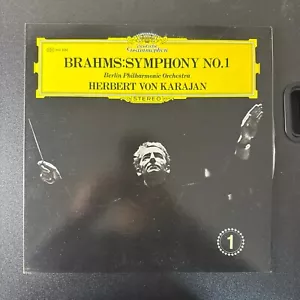 Deutsche
Grammophon
BRAHMS:SYMPHONY NO.1
Berlin Philharmonic Orchestra
HERBERT VON KARAJAN
STEREO
1